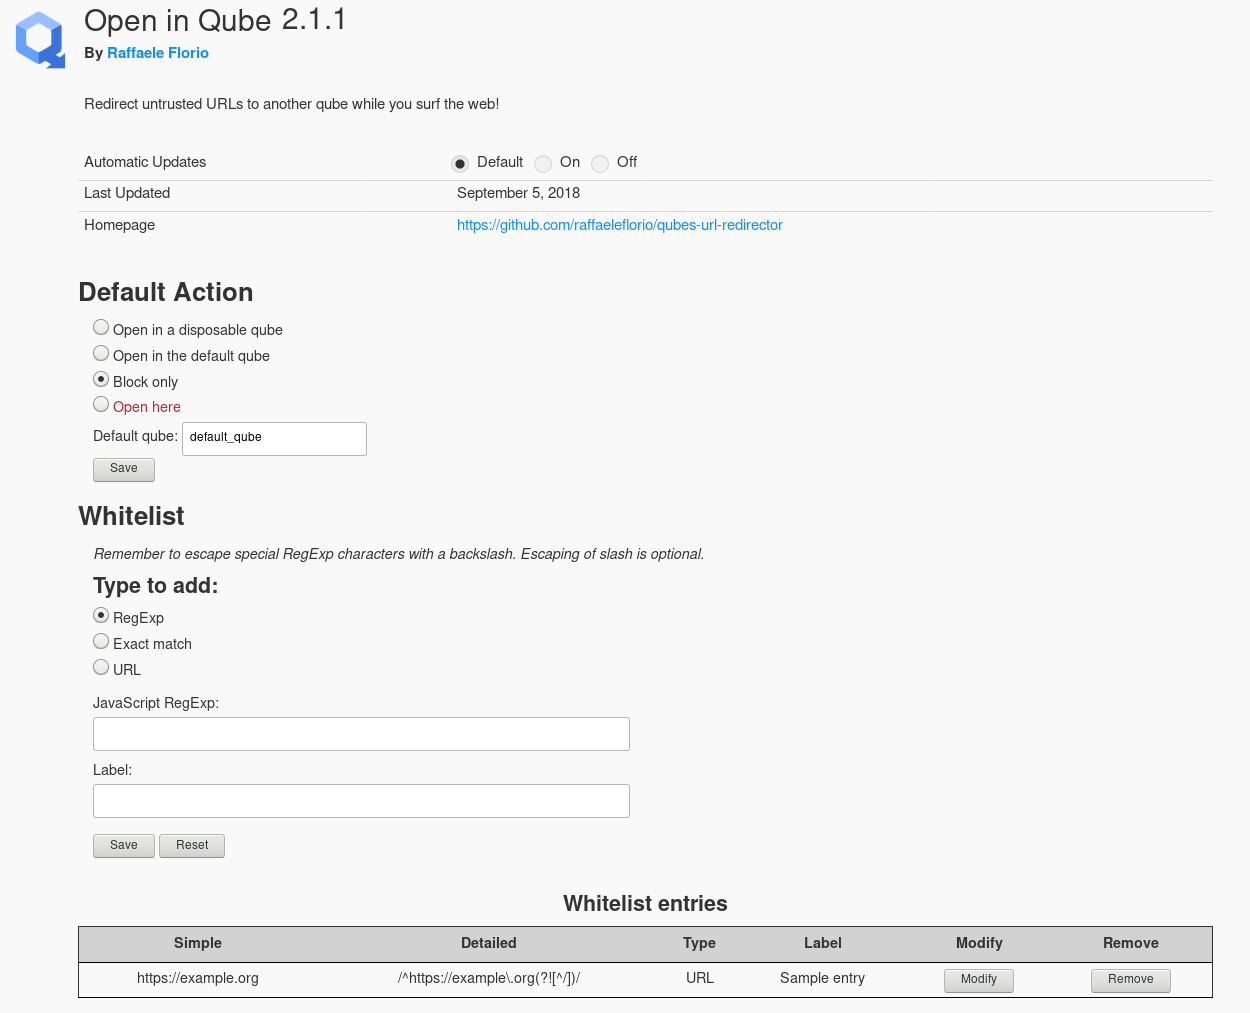 Open in Qube 2.1.1
By Raffaele Florio
Redirect untrusted URLs to another qube while you surf the web!
Automatic Updates Default On Off
Last Updated September 5, 2018
Homepage https://github.com/raffaeleflorio/qubes-url-redirector
Default Action
Open in a disposable qube
Open in the default qube
Block only
Open here
Default qube: default_qube
Save
Whitelist
Remember to escape special RegExp characters with a backslash. Escaping of slash is optional.
Type to add:
RegExp
Exact match
URL
JavaScript RegExp:
Label:
Save Reset
Whitelist entries
Simple Detailed Type Label Modify Remove
https://example.org /^https://example\.org(?![^/])/ URL Sample entry Modify Remove